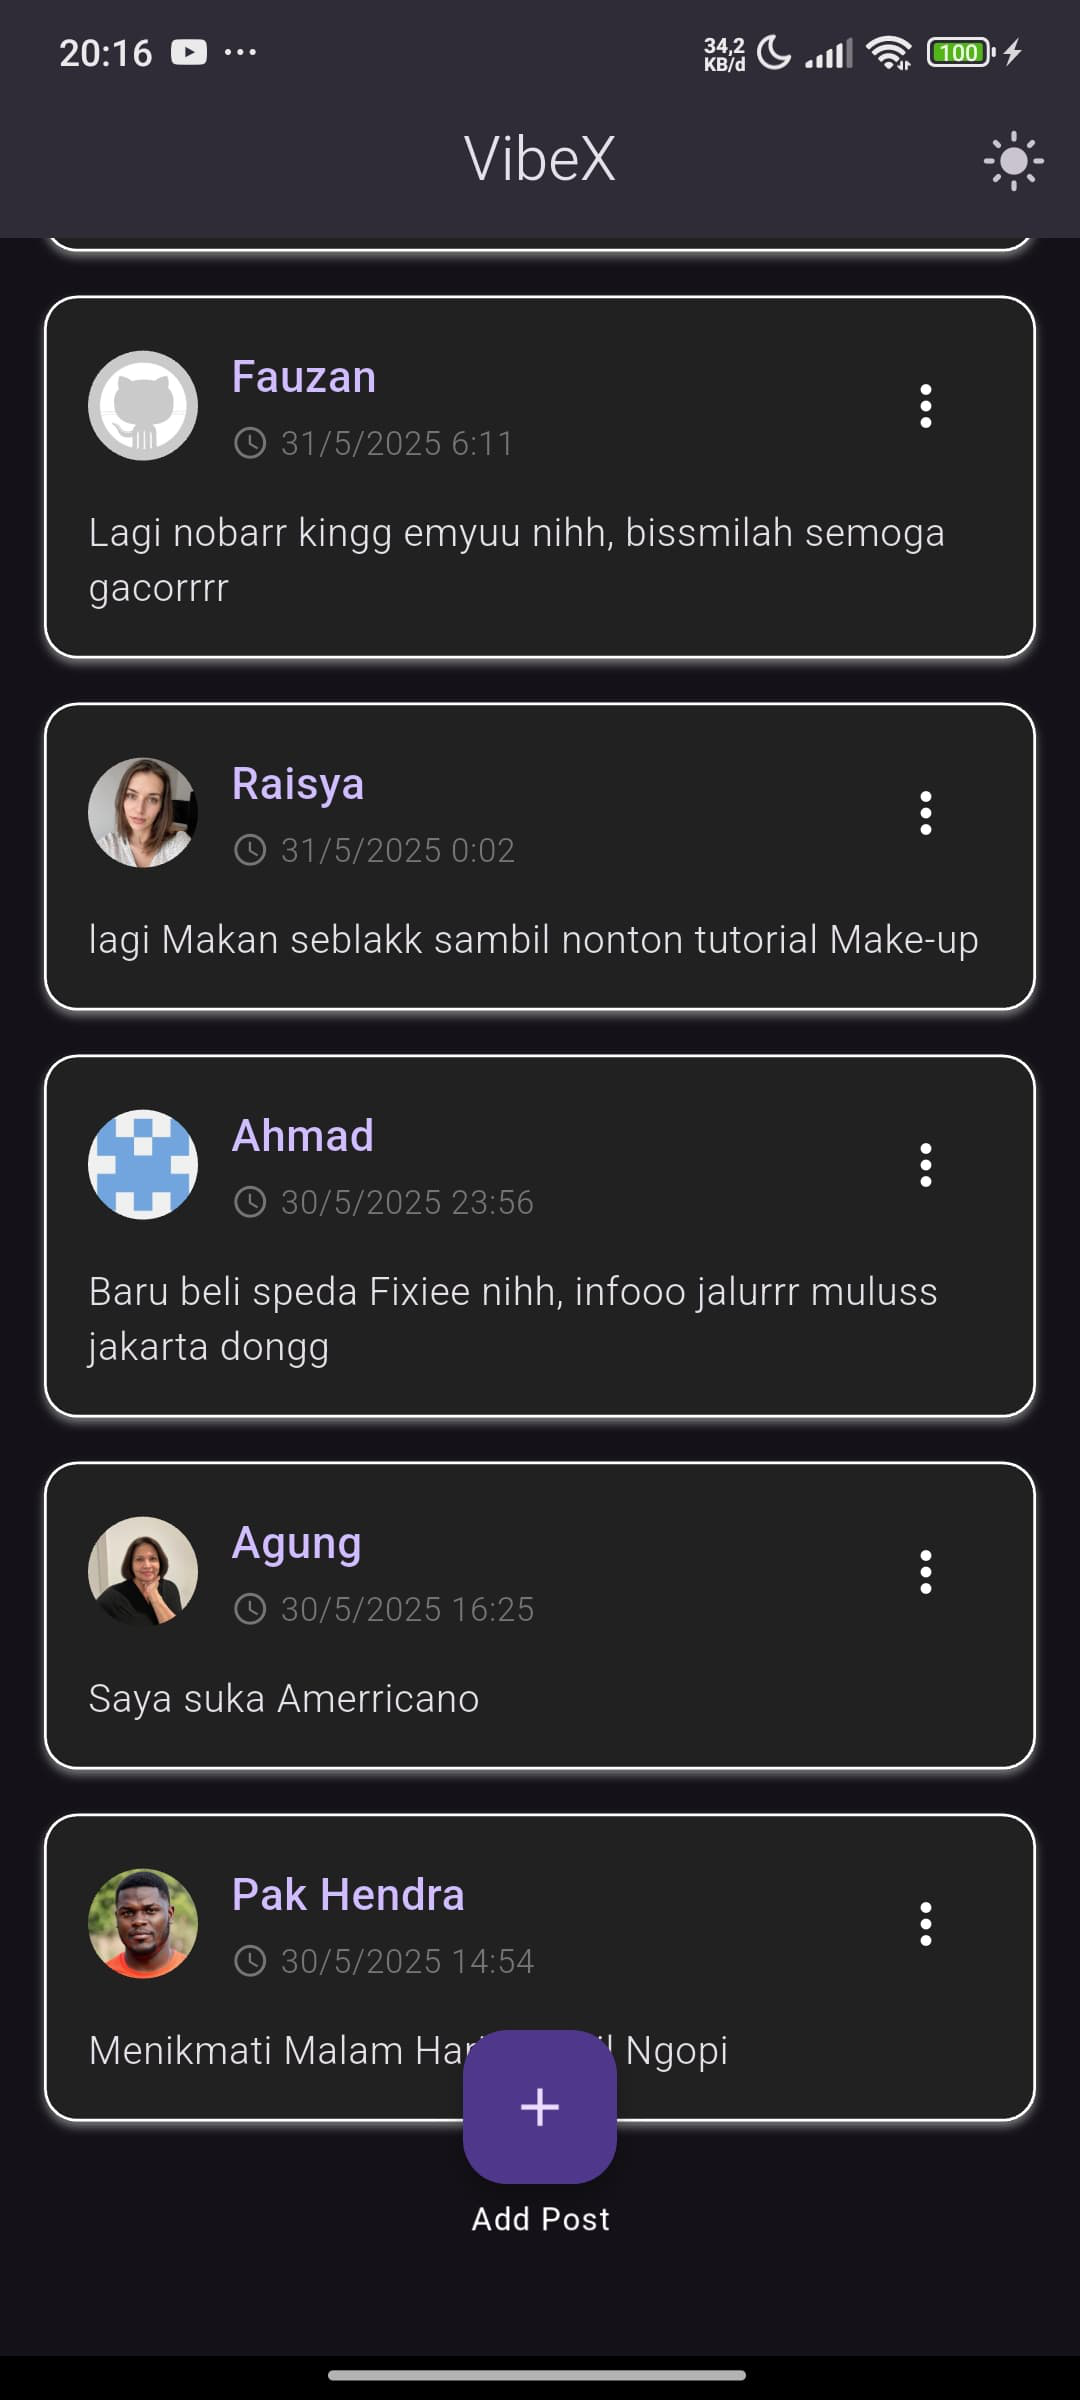 20:16
34,2
KB/d
100
VibeX
Fauzan
31/5/2025 6:11
Lagi nobarr kingg emyuu nihh, bissmilah semoga
gacorrrr
Raisya
31/5/2025 0:02
lagi Makan seblakk sambil nonton tutorial Make-up
Ahmad
30/5/2025 23:56
Baru beli speda Fixiee nihh, infooo jalurrr muluss
jakarta dongg
Agung
30/5/2025 16:25
Saya suka Amerricano
Pak Hendra
30/5/2025 14:54
Menikmati Malam Ngopi
Add Post